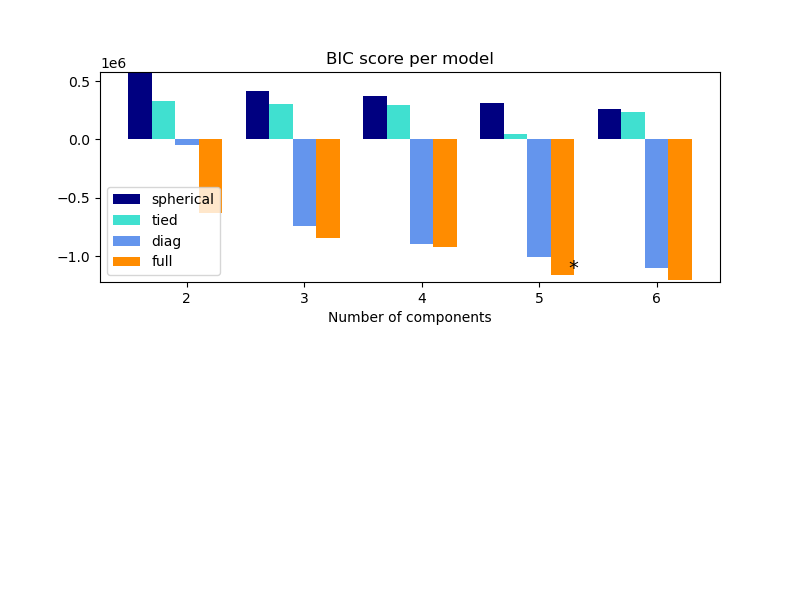 BIC score per model
1e6
0.5
0.0
−0.5
−1.0
spherical
tied
diag
full
*
2 3 4 5 6
Number of components